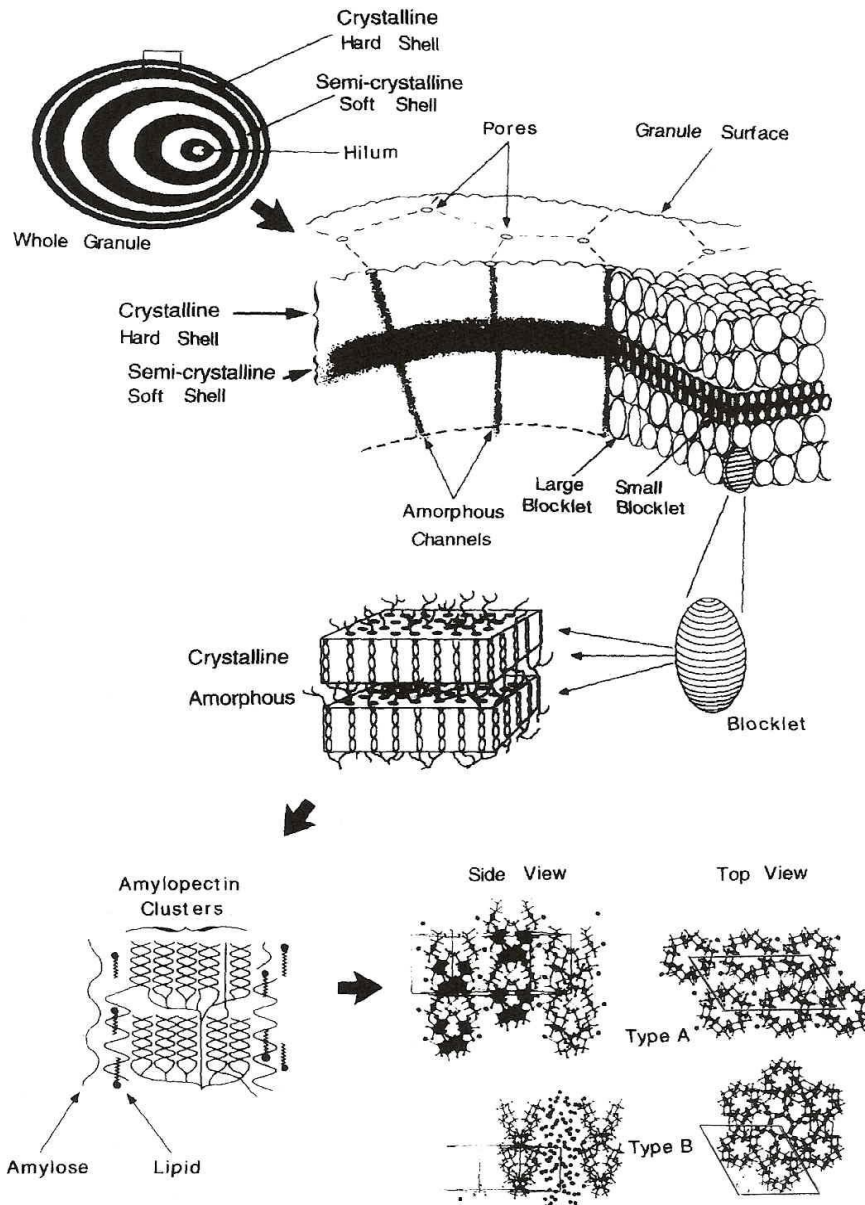 Crystalline
Hard Shell
Semi-crystalline
Soft Shell
Hilum
Whole Granule
Pores
Granule Surface
Crystalline
Hard Shell
Semi-crystalline
Soft Shell
Amorphous
Channels
Large
Blocklet
Small
Blocklet
Crystalline
Amorphous
Blocklet
Amylopectin
Clusters
Amylose
Lipid
Side View
Top View
Type A
Type B